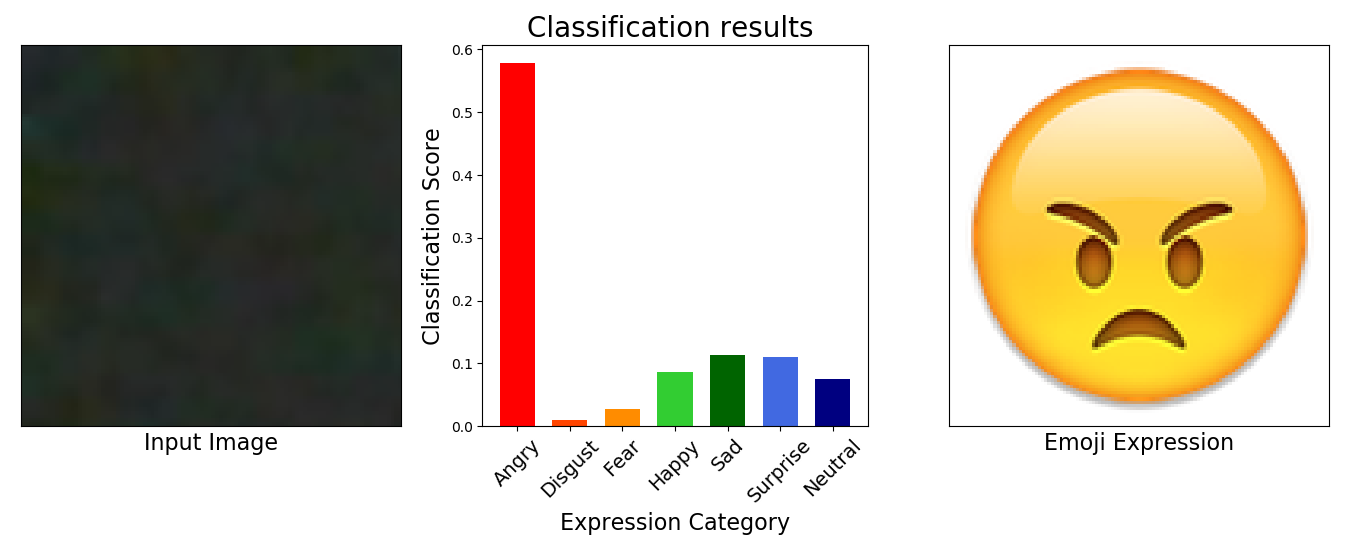 Classification results
Classification Score
0.6
0.5
0.4
0.3
0.2
0.1
0.0
Angry
Disgust
Fear
Happy
Sad
Surprise
Neutral
Expression Category
Input Image
Emoji Expression